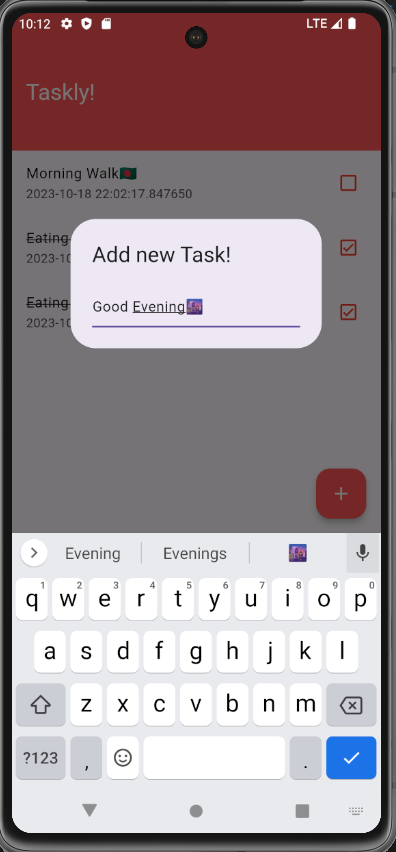 10:12 LTE
Taskly!
Morning Walk🇧🇩
2023-10-18 22:02:17.847650
Eating
2023-10
Eating
2023-10
Add new Task!
Good Evening🌆
+
Evening Evenings 🌆
q1 w2 e3 r4 t5 y6 u7 i8 o9 p0
a s d f g h j k l
z x c v b n m
?123 , .